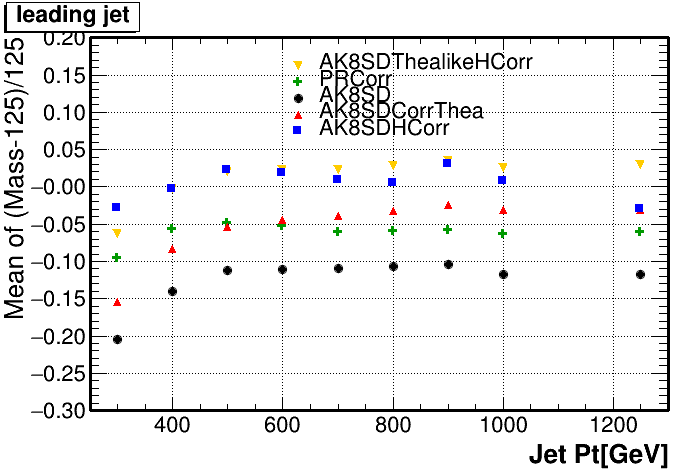 leading jet
Mean of (Mass-125)/125
0.20
0.15
0.10
0.05
−0.00
−0.05
−0.10
−0.15
−0.20
−0.25
−0.30
AK8SDThealikeHCorr
PRCorr
AK8SD
AK8SDCorrThea
AK8SDHCorr
400 600 800 1000 1200
Jet Pt[GeV]